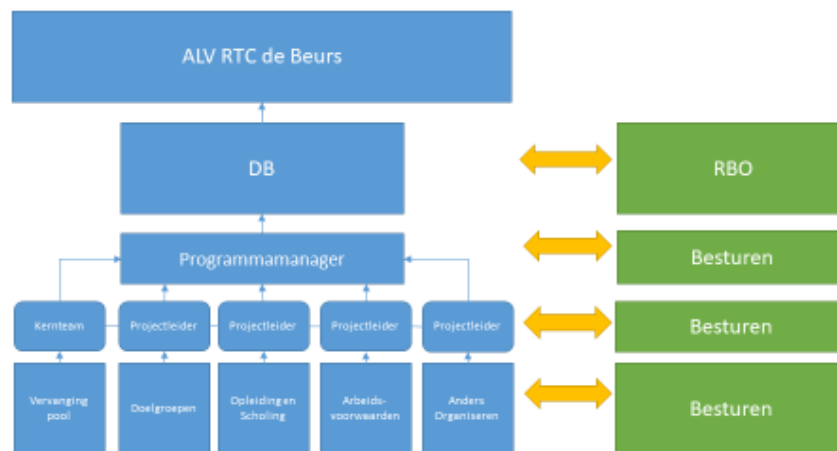 ALV RTC de Beurs
DB
RBO
Programmamanager
Besturen
Kernteam
Projectleider
Projectleider
Projectleider
Projectleider
Besturen
Vervanging
pool
Doelgroepen
Opleiding en
Scholing
Arbeids-
voorwaarden
Anders
Organiseren
Besturen